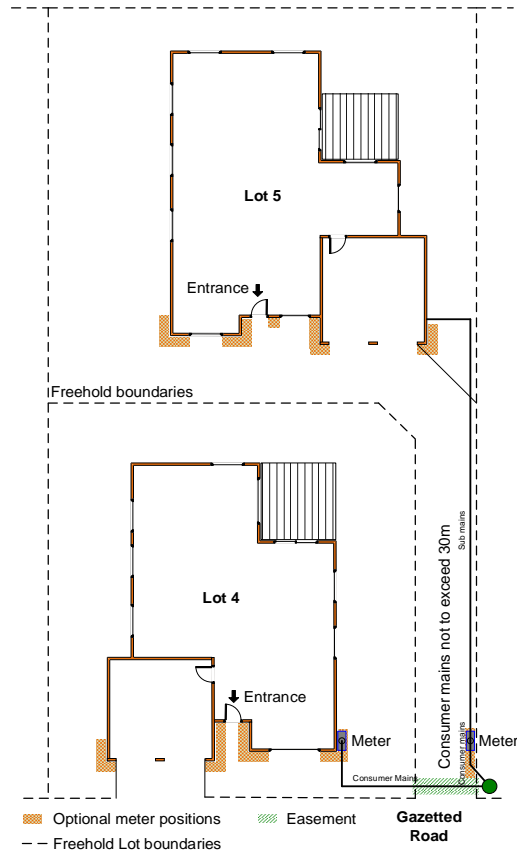 Lot 5
Entrance
Freehold boundaries
Consumer mains not to exceed 30m
Sub mains
Lot 4
Entrance
Meter
Meter
Consumer mains
Consumer Mains
Optional meter positions
Easement
Gazetted
Road
Freehold Lot boundaries